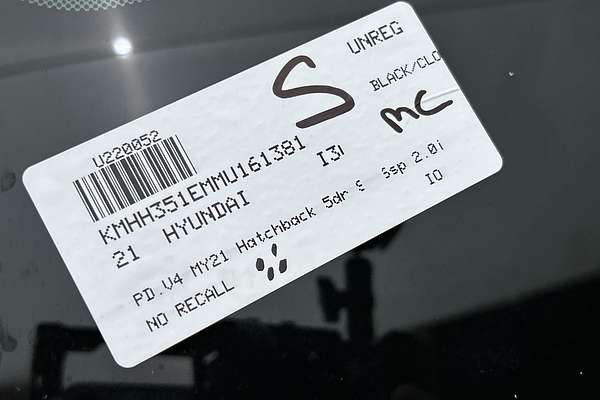 U220052 UNREG
KMHH351EMMU161381 BLACK/CLO
21 HYUNDAI I3
S MC
PD.V4 MY21 Hatchback 5dr Ssp 2.0i
NO RECALL IO